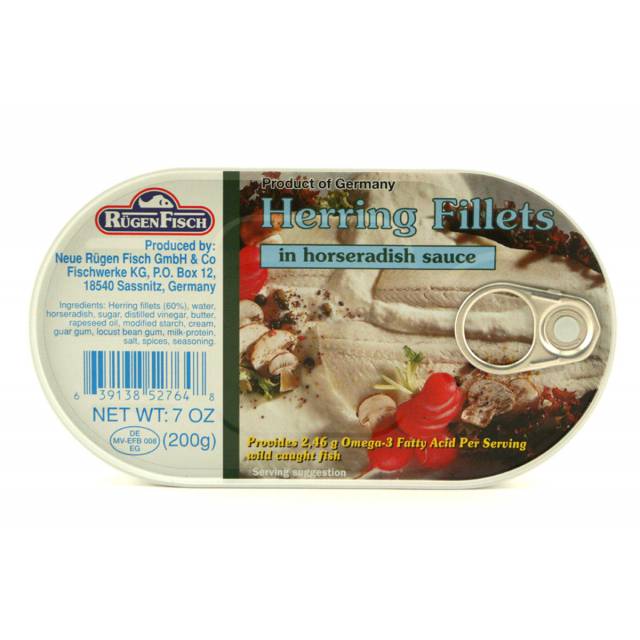 RÜGENFISCH
Produced by:
Neue Rügen Fisch GmbH & Co
Fischwerke KG, P.O. Box 12,
18540 Sassnitz, Germany
Ingredients: Herring fillets (60%), water,
horseradish, sugar, distilled vinegar, butter,
rapeseed oil, modified starch, cream,
guar gum, locust bean gum, milk-protein,
salt, spices, seasoning.
6 39138 52764 8
NET WT: 7 OZ
(200g)
DE
MV-EFB 008
EG
Product of Germany
Herring Fillets
in horseradish sauce
Provides 2,46 g Omega-3 Fatty Acid Per Serving
wild caught fish
Serving suggestion